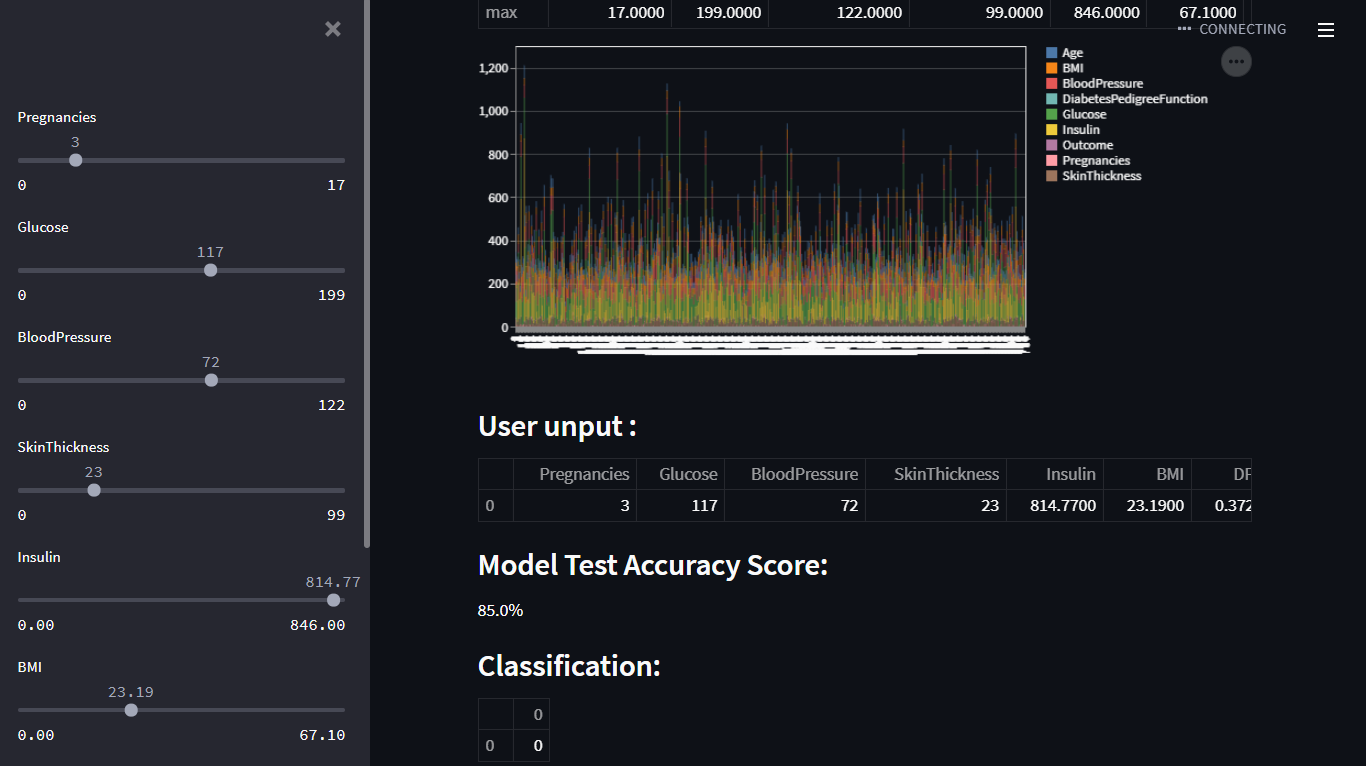 Pregnancies
3
0 17
Glucose
117
0 199
BloodPressure
72
0 122
SkinThickness
23
0 99
Insulin
814.77
0.00 846.00
BMI
23.19
0.00 67.10
max 17.0000 199.0000 122.0000 99.0000 846.0000 67.1000
CONNECTING
1,200
1,000
800
600
400
200
0
Age
BMI
BloodPressure
DiabetesPedigreeFunction
Glucose
Insulin
Outcome
Pregnancies
SkinThickness
User unput :
Pregnancies Glucose BloodPressure SkinThickness Insulin BMI DF
0 3 117 72 23 814.7700 23.1900 0.372
Model Test Accuracy Score:
85.0%
Classification:
0
0 0